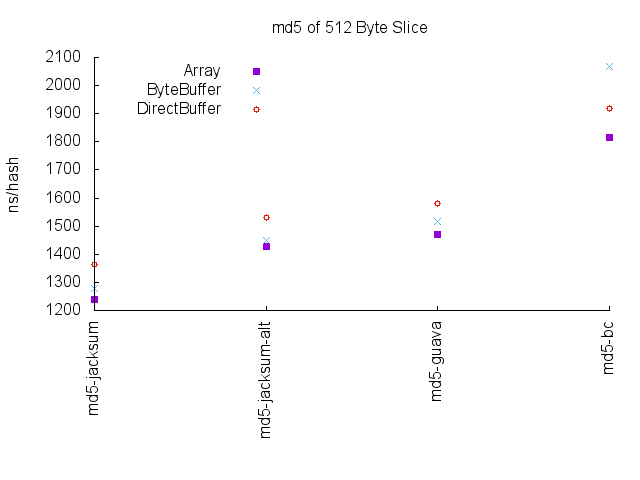 md5 of 512 Byte Slice
2100
2000
1900
1800
1700
1600
1500
1400
1300
1200
ns/hash
Array
ByteBuffer
DirectBuffer
md5-jacksum
md5-jacksum-alt
md5-guava
md5-bc